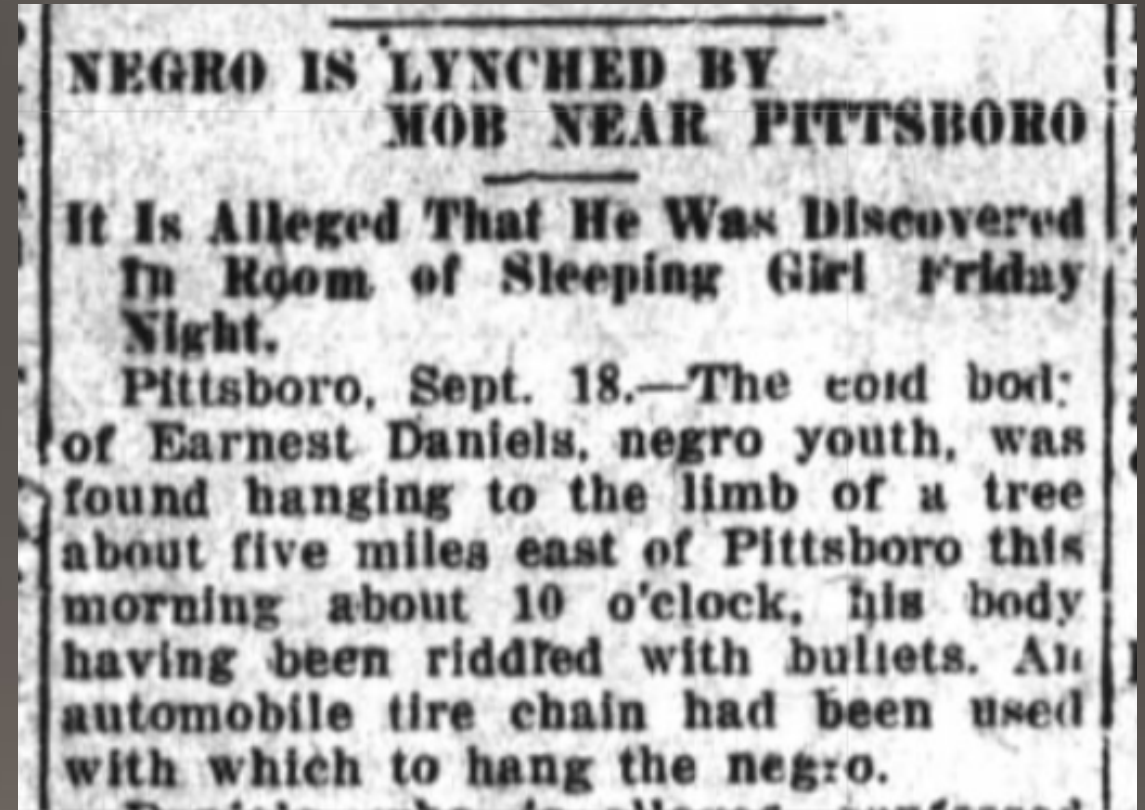 NEGRO IS LYNCHED BY
MOB NEAR PITTSBORO
It Is Alleged That He Was Discovered
In Room of Sleeping Girl Friday
Night.
Pittsboro, Sept. 18.—The cold body
of Earnest Daniels, negro youth, was
found hanging to the limb of a tree
about five miles east of Pittsboro this
morning about 10 o'clock, his body
having been riddled with bullets. An
automobile tire chain had been used
with which to hang the negro.